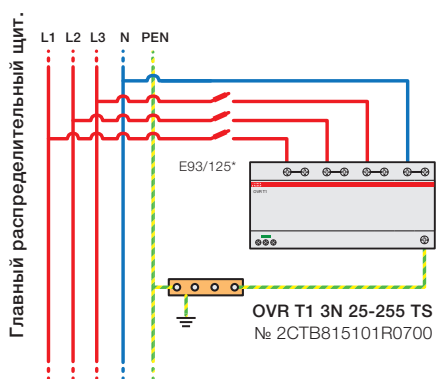 Главный распределительный щит.
L1 L2 L3 N PEN
E93/125*
OVR T1
OVR T1 3N 25-255 TS
№ 2CTB815101R0700